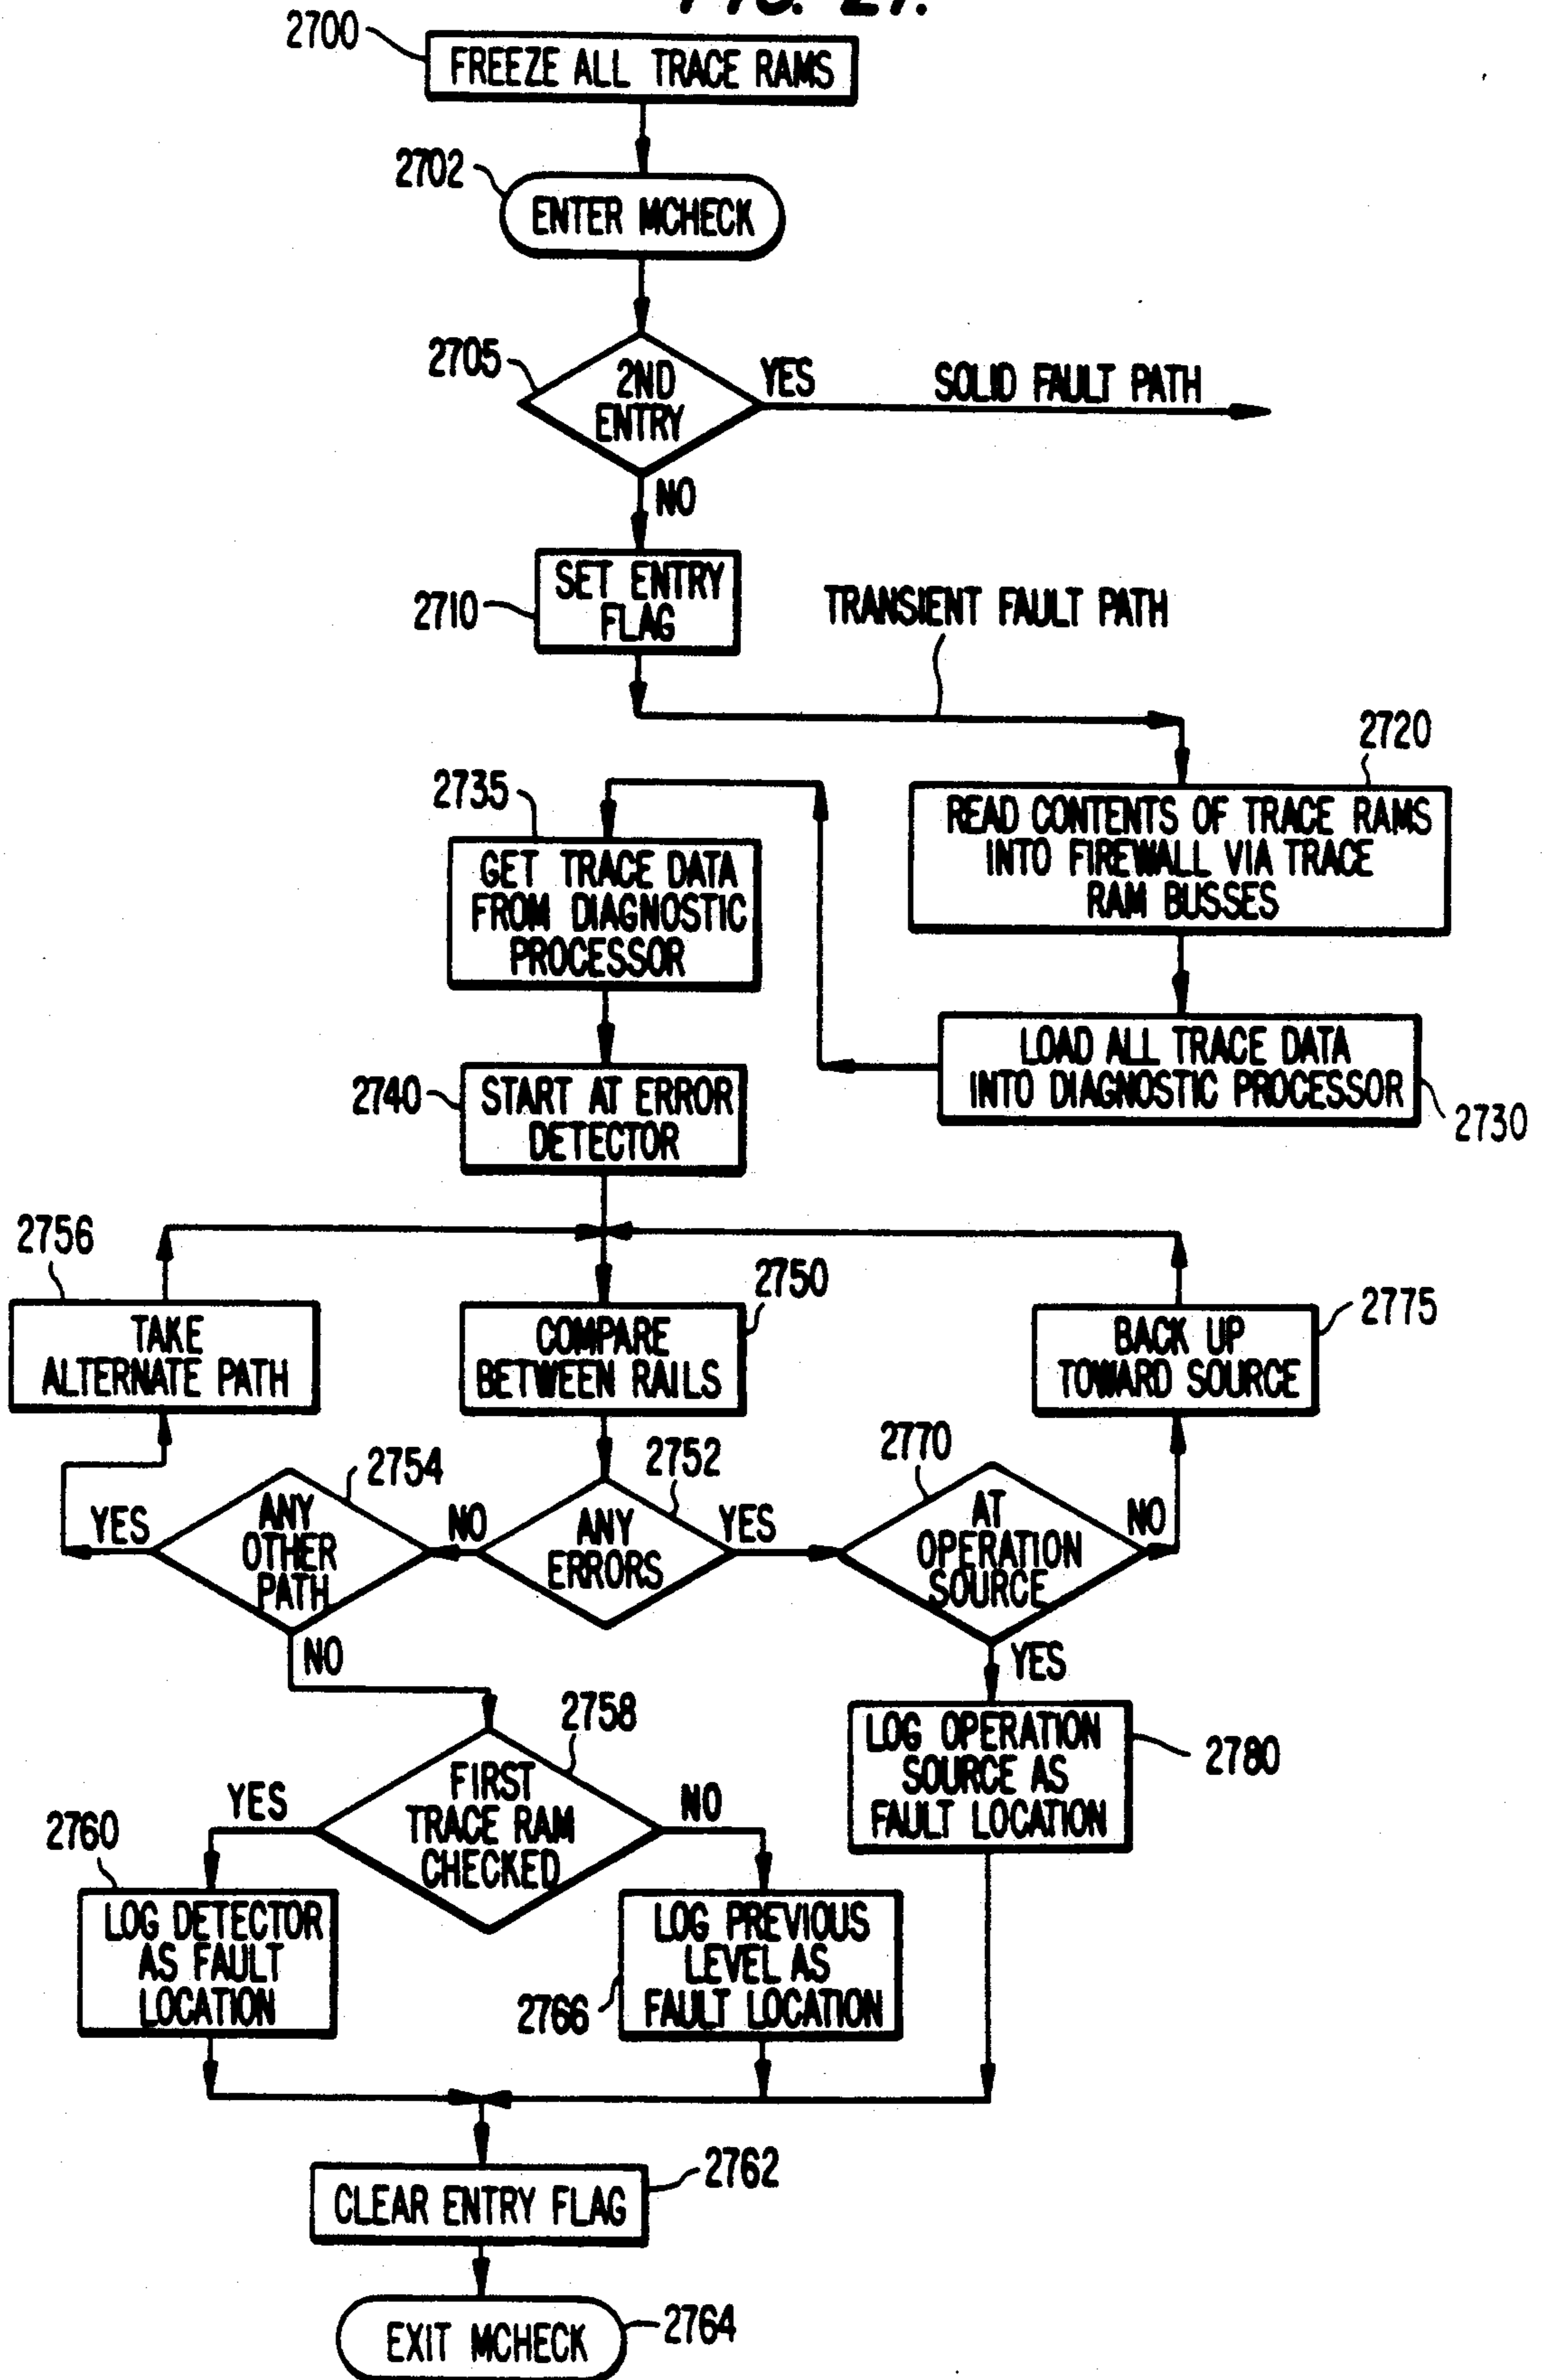 2700
FREEZE ALL TRACE RAMS
2702
ENTER MCHECK
2705
2ND
ENTRY
YES
SOLID FAULT PATH
NO
2710
SET ENTRY
FLAG
TRANSIENT FAULT PATH
2720
READ CONTENTS OF TRACE RAMS
INTO FIREWALL VIA TRACE
RAM BUSSES
2735
GET TRACE DATA
FROM DIAGNOSTIC
PROCESSOR
LOAD ALL TRACE DATA
INTO DIAGNOSTIC PROCESSOR
2730
2740
START AT ERROR
DETECTOR
2756
TAKE
ALTERNATE PATH
2750
COMPARE
BETWEEN RAILS
2775
BACK UP
TOWARD SOURCE
2754
ANY
OTHER
PATH
YES
NO
2752
ANY
ERRORS
YES
2770
AT
OPERATION
SOURCE
NO
NO
YES
2758
FIRST
TRACE RAM
CHECKED
YES
NO
LOG OPERATION
SOURCE AS
FAULT LOCATION
2780
2760
LOG DETECTOR
AS FAULT
LOCATION
2766
LOG PREVIOUS
LEVEL AS
FAULT LOCATION
2762
CLEAR ENTRY FLAG
EXIT MCHECK
2764